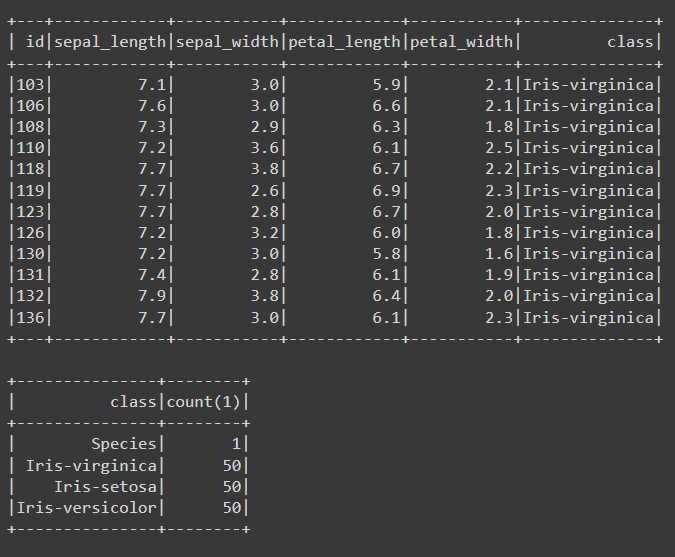 +---+------------+-----------+------------+-----------+--------------+
| id|sepal_length|sepal_width|petal_length|petal_width|         class|
+---+------------+-----------+------------+-----------+--------------+
|103|         7.1|        3.0|         5.9|        2.1|Iris-virginica|
|106|         7.6|        3.0|         6.6|        2.1|Iris-virginica|
|108|         7.3|        2.9|         6.3|        1.8|Iris-virginica|
|110|         7.2|        3.6|         6.1|        2.5|Iris-virginica|
|118|         7.7|        3.8|         6.7|        2.2|Iris-virginica|
|119|         7.7|        2.6|         6.9|        2.3|Iris-virginica|
|123|         7.7|        2.8|         6.7|        2.0|Iris-virginica|
|126|         7.2|        3.2|         6.0|        1.8|Iris-virginica|
|130|         7.2|        3.0|         5.8|        1.6|Iris-virginica|
|131|         7.4|        2.8|         6.1|        1.9|Iris-virginica|
|132|         7.9|        3.8|         6.4|        2.0|Iris-virginica|
|136|         7.7|        3.0|         6.1|        2.3|Iris-virginica|
+---+------------+-----------+------------+-----------+--------------+
+---------------+--------+
|          class|count(1)|
+---------------+--------+
|        Species|       1|
| Iris-virginica|      50|
|    Iris-setosa|      50|
|Iris-versicolor|      50|
+---------------+--------+